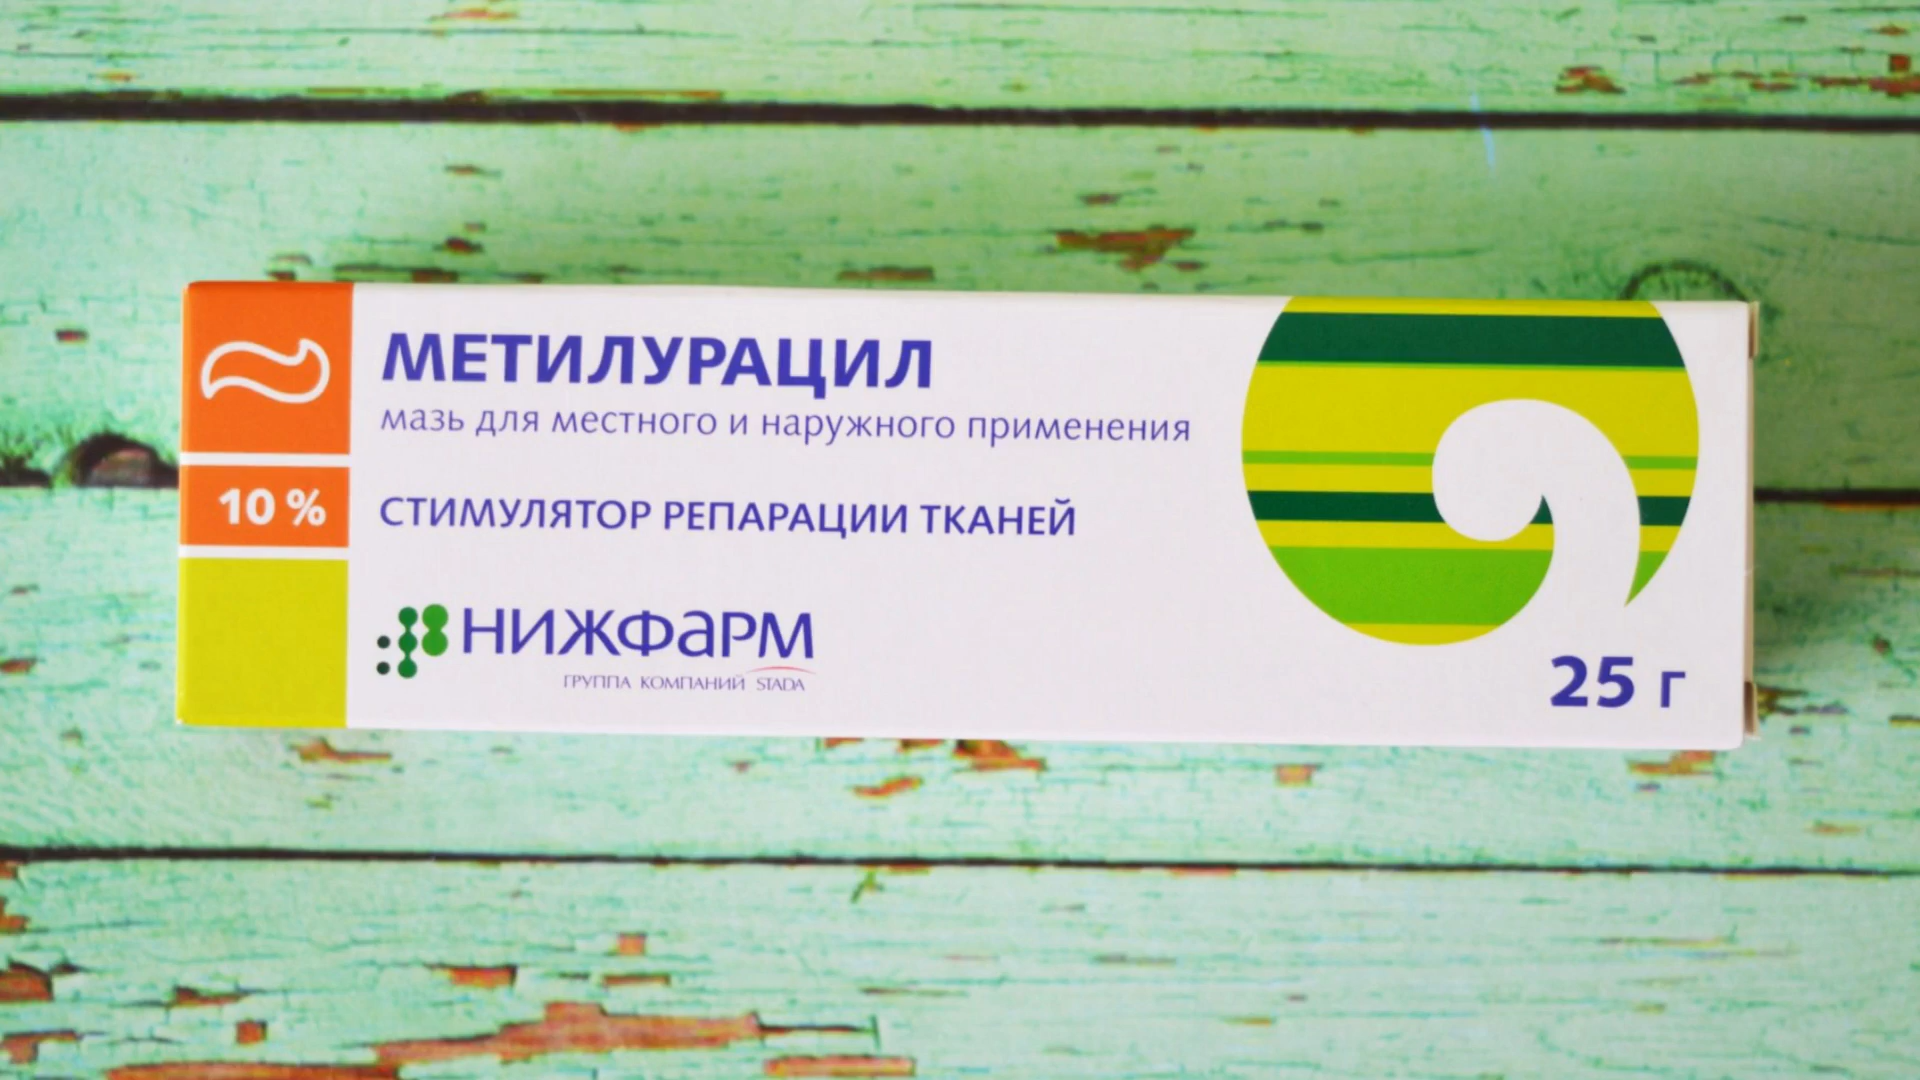 МЕТИЛУРАЦИЛ
мазь для местного и наружного применения
10 %
СТИМУЛЯТОР РЕПАРАЦИИ ТКАНЕЙ
НИЖФАРМ
ГРУППА КОМПАНИЙ STADA
25 г